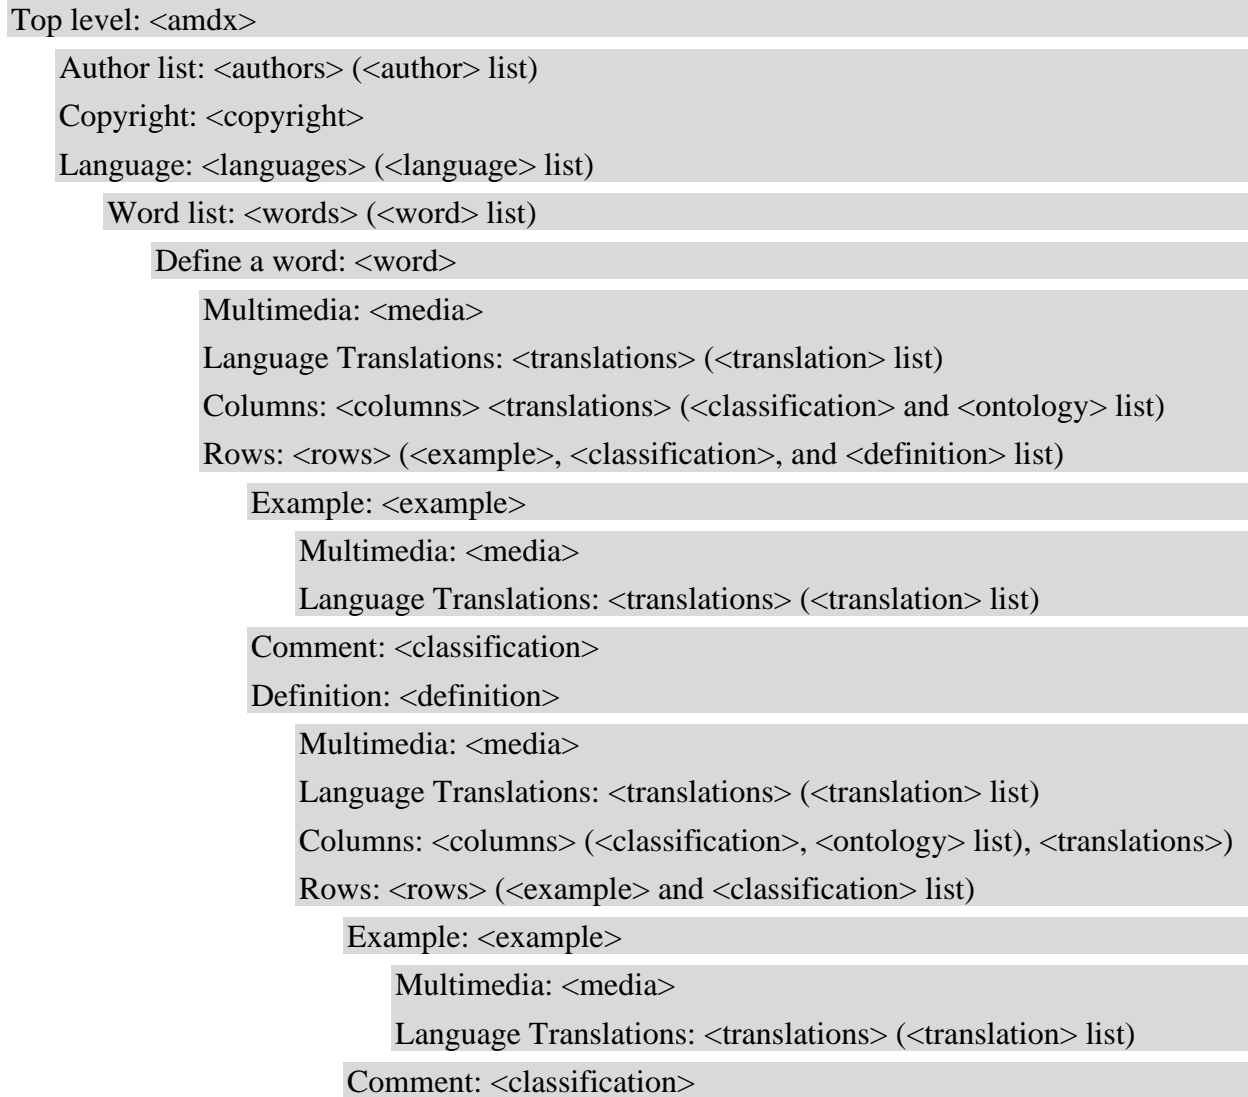 Top level: <amdx>
Author list: <authors> (<author> list)
Copyright: <copyright>
Language: <languages> (<language> list)
Word list: <words> (<word> list)
Define a word: <word>
Multimedia: <media>
Language Translations: <translations> (<translation> list)
Columns: <columns> <translations> (<classification> and <ontology> list)
Rows: <rows> (<example>, <classification>, and <definition> list)
Example: <example>
Multimedia: <media>
Language Translations: <translations> (<translation> list)
Comment: <classification>
Definition: <definition>
Multimedia: <media>
Language Translations: <translations> (<translation> list)
Columns: <columns> (<classification>, <ontology> list), <translations>)
Rows: <rows> (<example> and <classification> list)
Example: <example>
Multimedia: <media>
Language Translations: <translations> (<translation> list)
Comment: <classification>